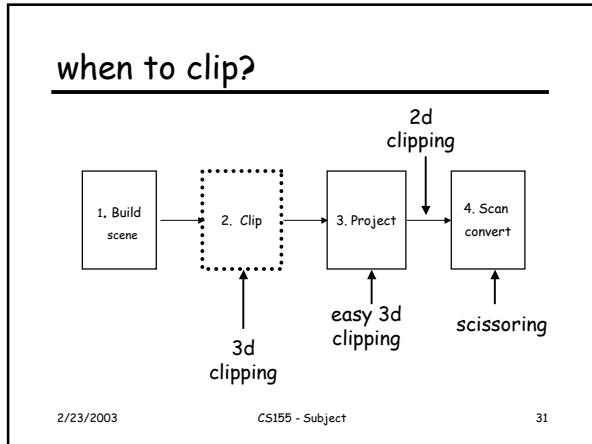 when to clip?
2d
clipping
1. Build
scene
2. Clip
3. Project
4. Scan
convert
3d
clipping
easy 3d
clipping
scissoring
2/23/2003
CS155 - Subject
31